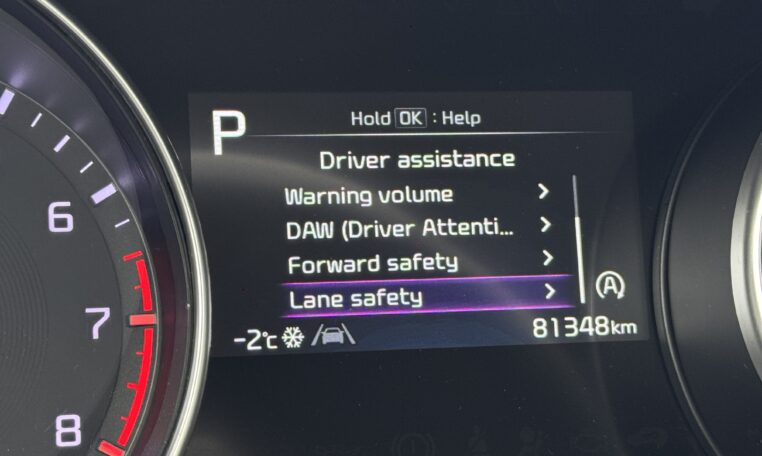 P
Hold OK : Help
Driver assistance
Warning volume
DAW (Driver Attenti...
Forward safety
Lane safety
A
-2°C
81348km
6
7
8